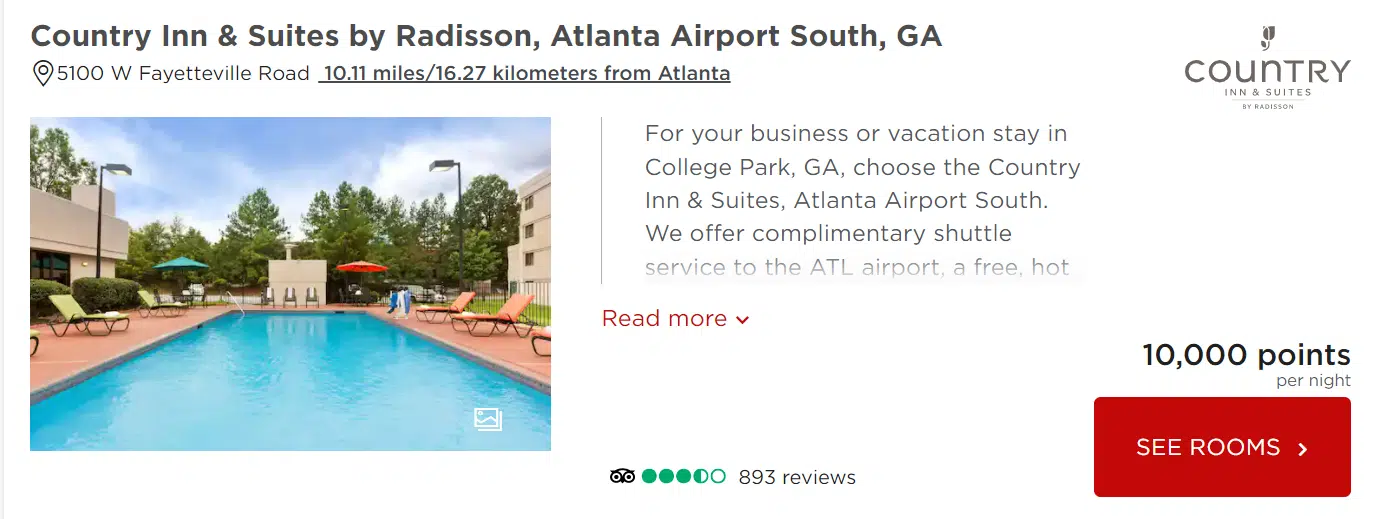 Country Inn & Suites by Radisson, Atlanta Airport South, GA
5100 W Fayetteville Road 10.11 miles/16.27 kilometers from Atlanta
COUNTRY
INN & SUITES
BY RADISSON
For your business or vacation stay in
College Park, GA, choose the Country
Inn & Suites, Atlanta Airport South.
We offer complimentary shuttle
service to the ATL airport, a free, hot
Read more
10,000 points
per night
SEE ROOMS
893 reviews